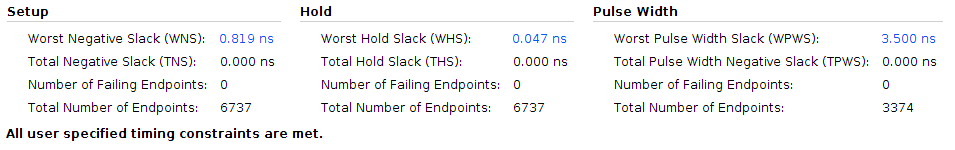 Setup
Worst Negative Slack (WNS): 0.819 ns
Total Negative Slack (TNS): 0.000 ns
Number of Failing Endpoints: 0
Total Number of Endpoints: 6737
Hold
Worst Hold Slack (WHS): 0.047 ns
Total Hold Slack (THS): 0.000 ns
Number of Failing Endpoints: 0
Total Number of Endpoints: 6737
Pulse Width
Worst Pulse Width Slack (WPWS): 3.500 ns
Total Pulse Width Negative Slack (TPWS): 0.000 ns
Number of Failing Endpoints: 0
Total Number of Endpoints: 3374
All user specified timing constraints are met.